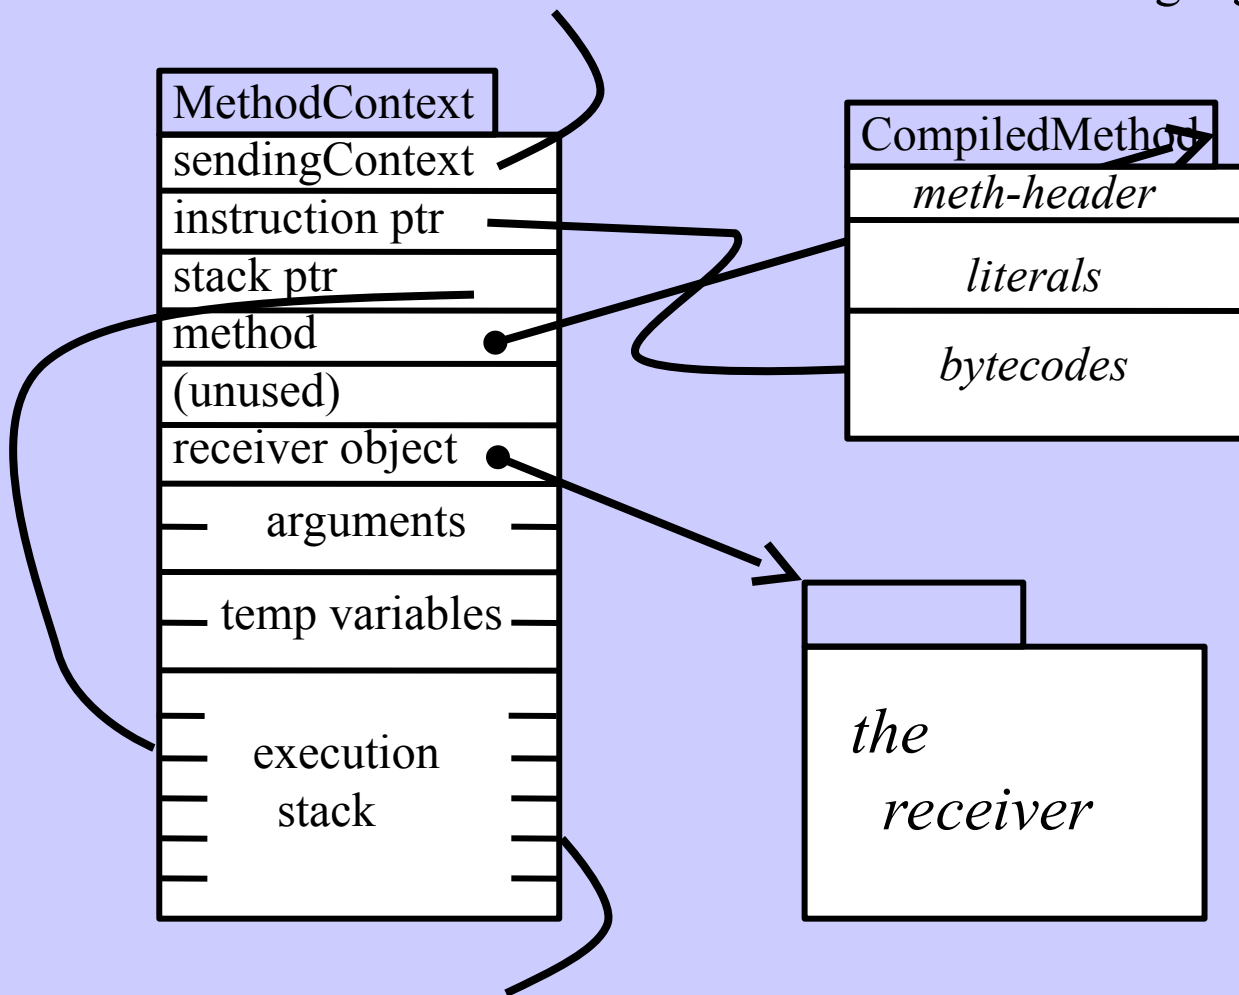 MethodContext
sendingContext
instruction ptr
stack ptr
method
(unused)
receiver object
arguments
temp variables
execution
stack
CompiledMethod
meth-header
literals
bytecodes
the
receiver